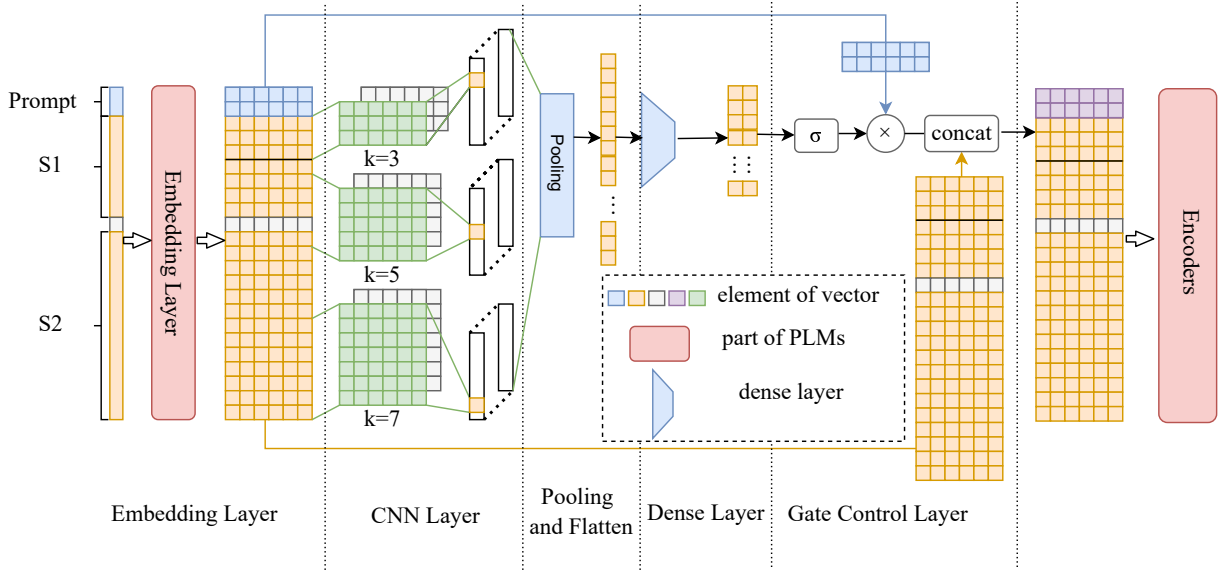 Prompt
S1
S2
Embedding Layer
k=3
k=5
k=7
Pooling
σ
×
concat
Encoders
element of vector
part of PLMs
dense layer
Embedding Layer
CNN Layer
Pooling
and Flatten
Dense Layer
Gate Control Layer